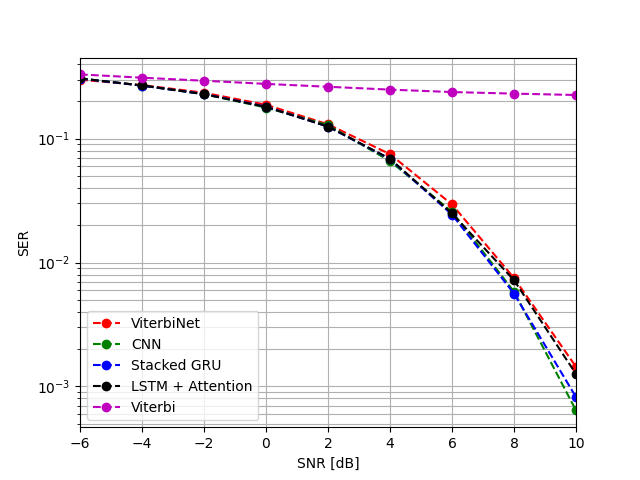 10⁻¹
10⁻²
10⁻³
SER
ViterbiNet
CNN
Stacked GRU
LSTM + Attention
Viterbi
−6 −4 −2 0 2 4 6 8 10
SNR [dB]